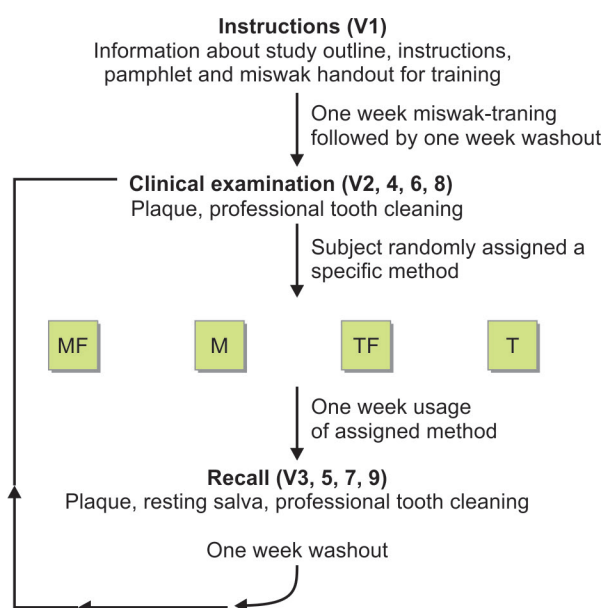 Instructions (V1)
Information about study outline, instructions,
pamphlet and miswak handout for training
One week miswak-traning
followed by one week washout
Clinical examination (V2, 4, 6, 8)
Plaque, professional tooth cleaning
Subject randomly assigned a
specific method
MF
M
TF
T
One week usage
of assigned method
Recall (V3, 5, 7, 9)
Plaque, resting salva, professional tooth cleaning
One week washout